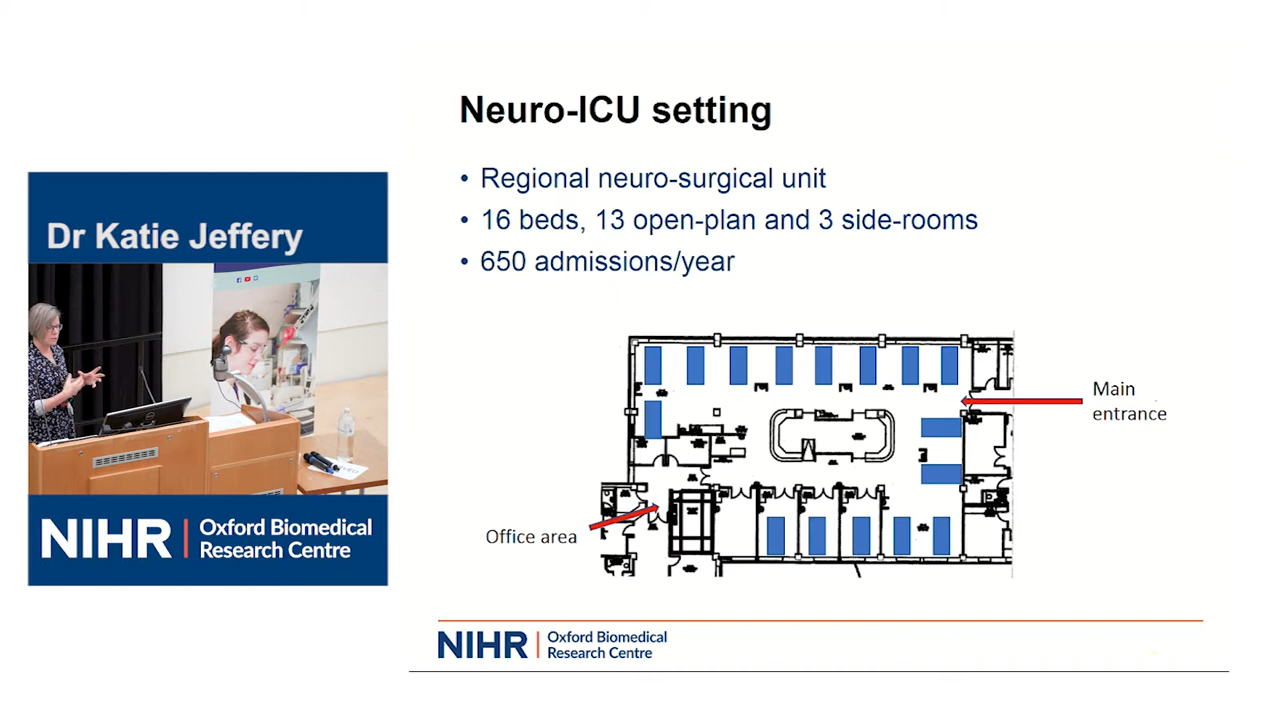 Neuro-ICU setting
• Regional neuro-surgical unit
• 16 beds, 13 open-plan and 3 side-rooms
• 650 admissions/year
Dr Katie Jeffery
Main
entrance
Office area
NIHR | Oxford Biomedical
Research Centre
NIHR | Oxford Biomedical
Research Centre